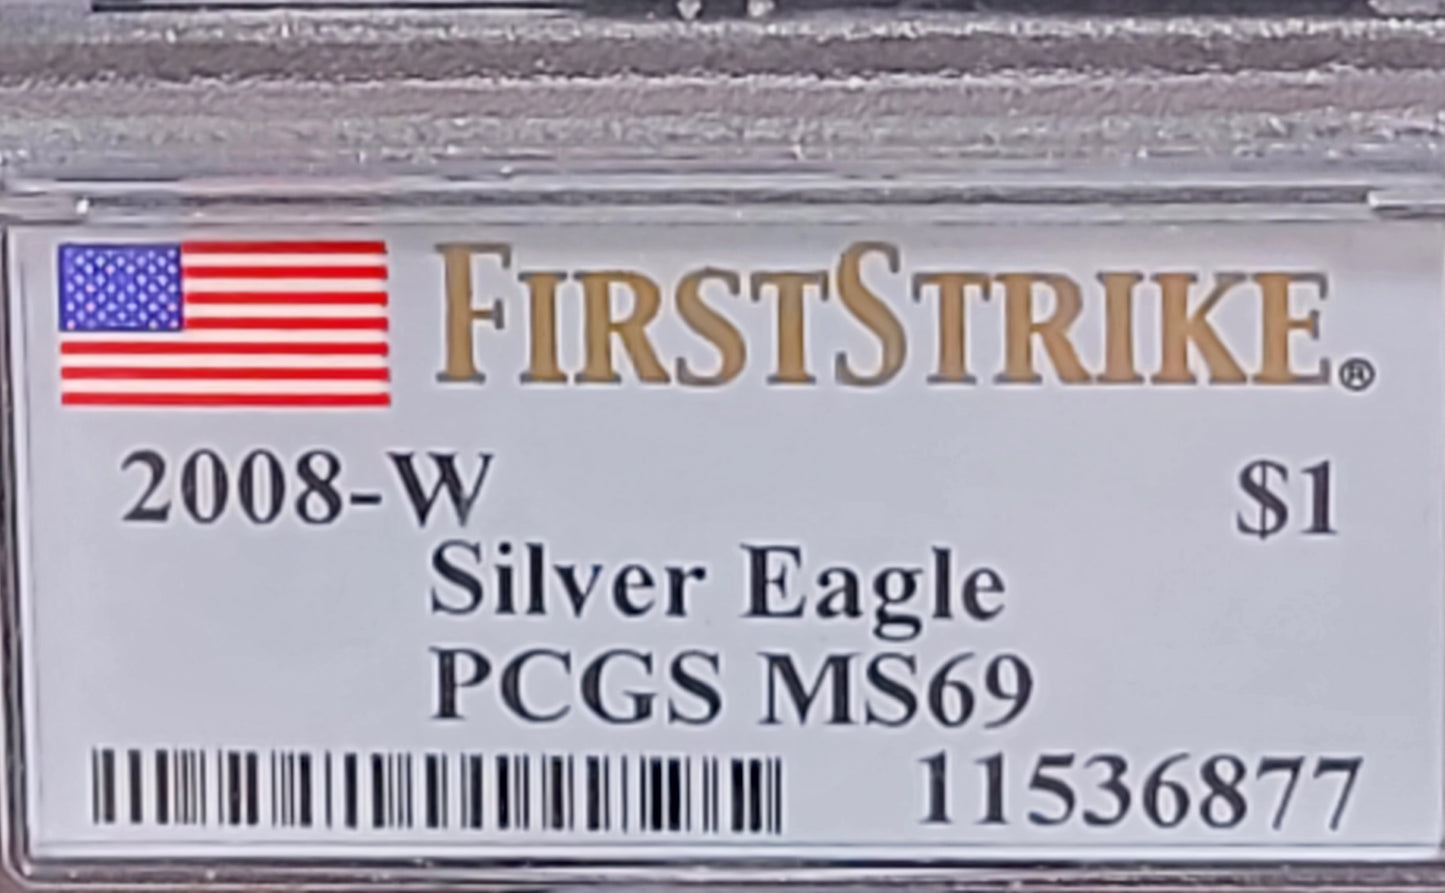 FIRSTSTRIKE®
2008-W $1
Silver Eagle
PCGS MS69
11536877